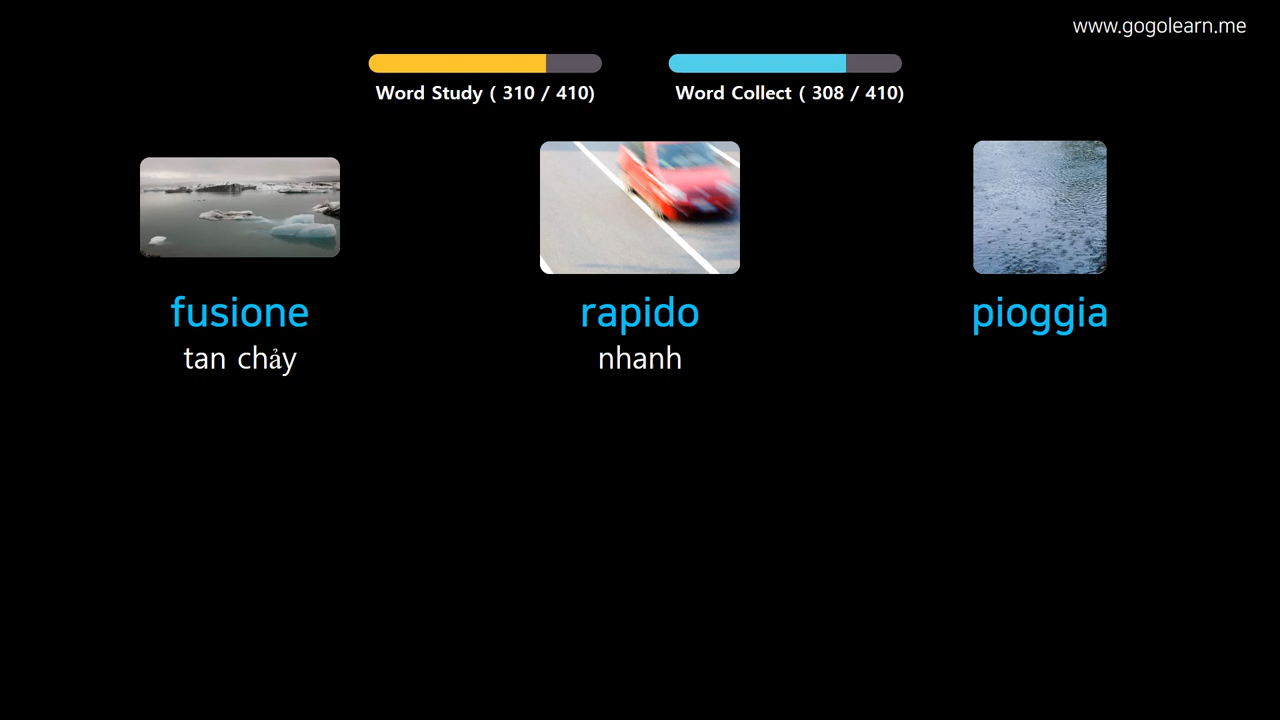 www.gogolearn.me
Word Study ( 310 / 410)
Word Collect ( 308 / 410)
fusione
tan chảy
rapido
nhanh
pioggia